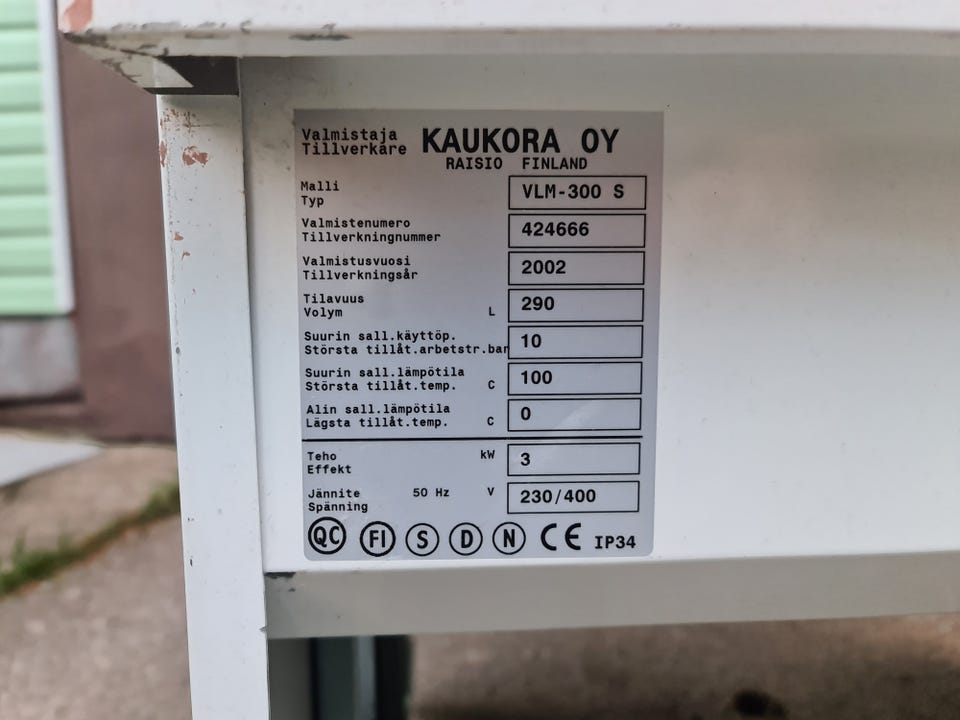 Valmistaja
Tillverkare
KAUKORA OY
RAISIO FINLAND
Malli
Typ
VLM-300 S
Valmistenumero
Tillverkningnummer
424666
Valmistusvuosi
Tillverkningsår
2002
Tilavuus
Volym L
290
Suurin sall.käyttöp.
Största tillåt.arbetstr.bar
10
Suurin sall.lämpötila
Största tillåt.temp. C
100
Alin sall.lämpötila
Lägsta tillåt.temp. C
0
Teho kW
Effekt
3
Jännite 50 Hz V
Spänning
230/400
QC FI S D N CE IP34